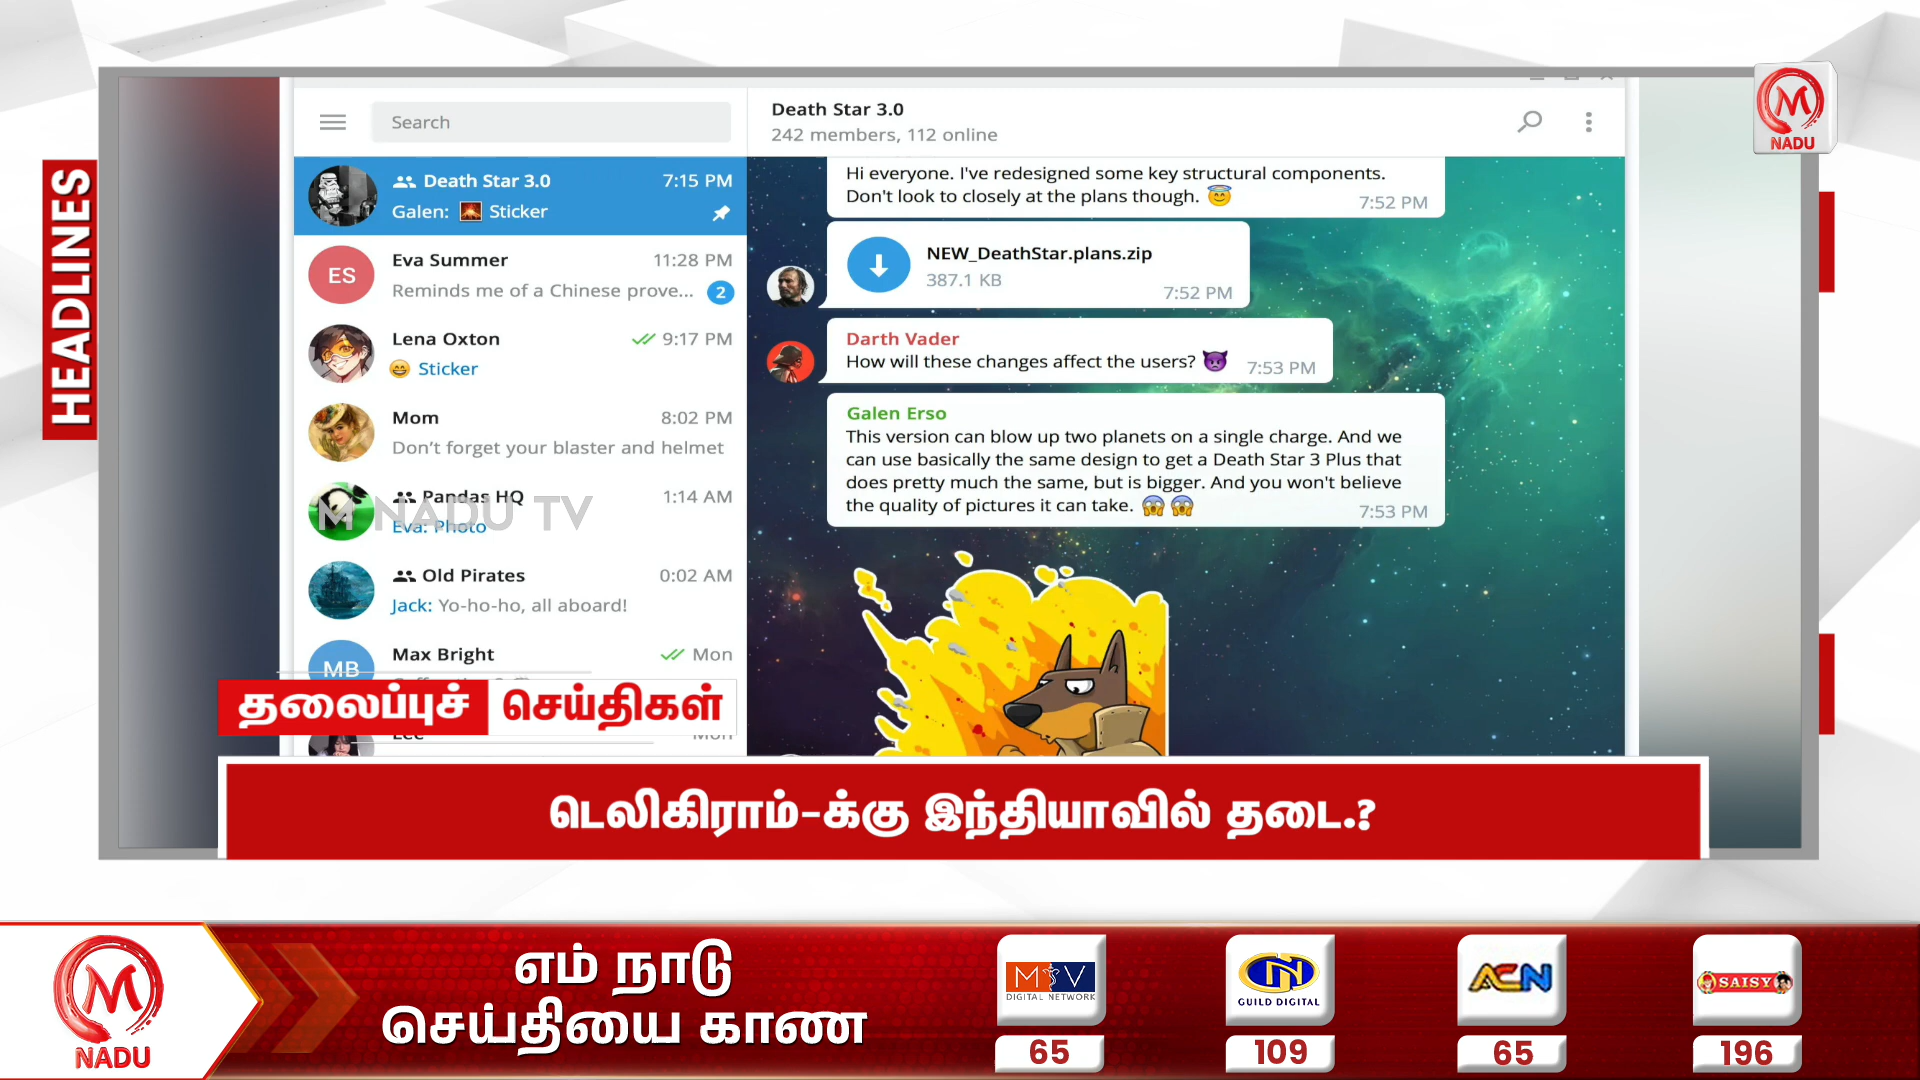 HEADLINES
Search
Death Star 3.0
242 members, 112 online
Death Star 3.0 7:15 PM
Galen: Sticker
Eva Summer 11:28 PM
Reminds me of a Chinese prove... 2
ES
Lena Oxton 9:17 PM
Sticker
Mom 8:02 PM
Don't forget your blaster and helmet
Pandas HQ 1:14 AM
Eva: Photo
M NADU TV
Old Pirates 0:02 AM
Jack: Yo-ho-ho, all aboard!
Max Bright Mon
MB
Lee Mon
Hi everyone. I've redesigned some key structural components.
Don't look to closely at the plans though.
7:52 PM
NEW_DeathStar.plans.zip
387.1 KB
7:52 PM
Darth Vader
How will these changes affect the users?
7:53 PM
Galen Erso
This version can blow up two planets on a single charge. And we
can use basically the same design to get a Death Star 3 Plus that
does pretty much the same, but is bigger. And you won't believe
the quality of pictures it can take.
7:53 PM
M
NADU
தலைப்புச் செய்திகள்
டெலிகிராம்-க்கு இந்தியாவில் தடை.?
M
NADU
எம் நாடு
செய்தியை காண
MV
DIGITAL NETWORK
65
GUILD DIGITAL
109
ACN
65
SAISY
196